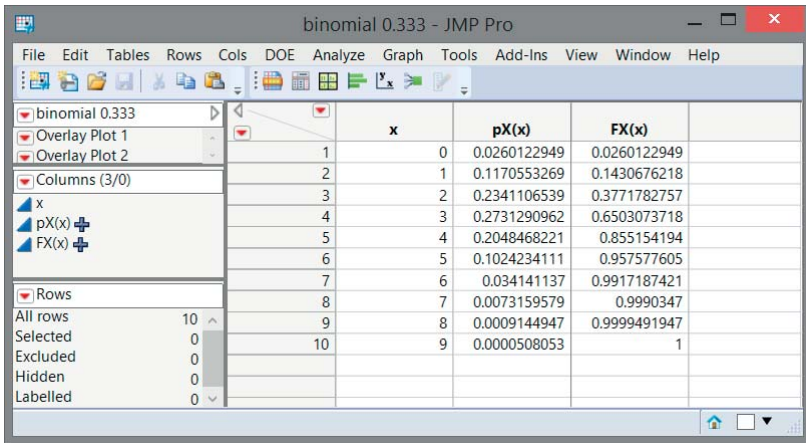 binomial 0.333 - JMP Pro
File Edit Tables Rows Cols DOE Analyze Graph Tools Add-Ins View Window Help
binomial 0.333
Overlay Plot 1
Overlay Plot 2
Columns (3/0)
x
pX(x)
FX(x)
Rows
All rows 10
Selected 0
Excluded 0
Hidden 0
Labelled 0
x pX(x) FX(x)
1 0 0.0260122949 0.0260122949
2 1 0.1170553269 0.1430676218
3 2 0.2341106539 0.3771782757
4 3 0.2731290962 0.6503073718
5 4 0.2048468221 0.855154194
6 5 0.1024234111 0.957577605
7 6 0.034141137 0.9917187421
8 7 0.0073159579 0.9990347
9 8 0.0009144947 0.9999491947
10 9 0.0000508053 1